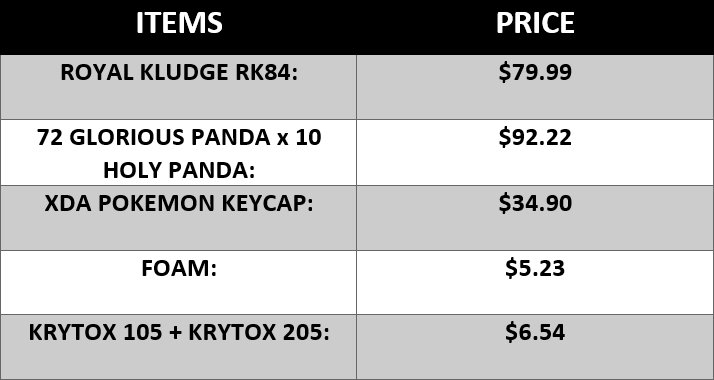 ITEMS PRICE
ROYAL KLUDGE RK84: $79.99
72 GLORIOUS PANDA x 10 $92.22
HOLY PANDA:
XDA POKEMON KEYCAP: $34.90
FOAM: $5.23
KRYTOX 105 + KRYTOX 205: $6.54